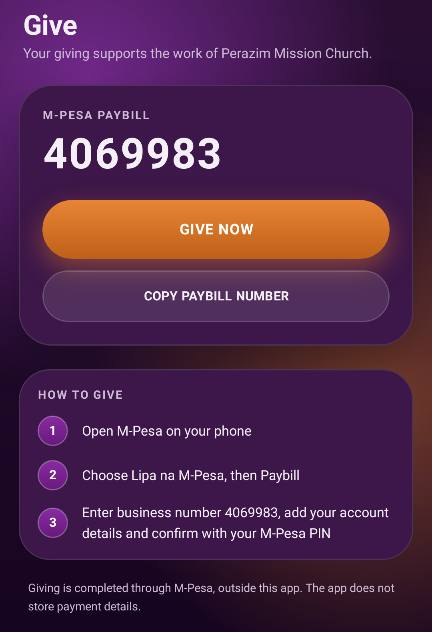 Give
Your giving supports the work of Perazim Mission Church.
M-PESA PAYBILL
4069983
GIVE NOW
COPY PAYBILL NUMBER
HOW TO GIVE
1 Open M-Pesa on your phone
2 Choose Lipa na M-Pesa, then Paybill
3 Enter business number 4069983, add your account
details and confirm with your M-Pesa PIN
Giving is completed through M-Pesa, outside this app. The app does not
store payment details.